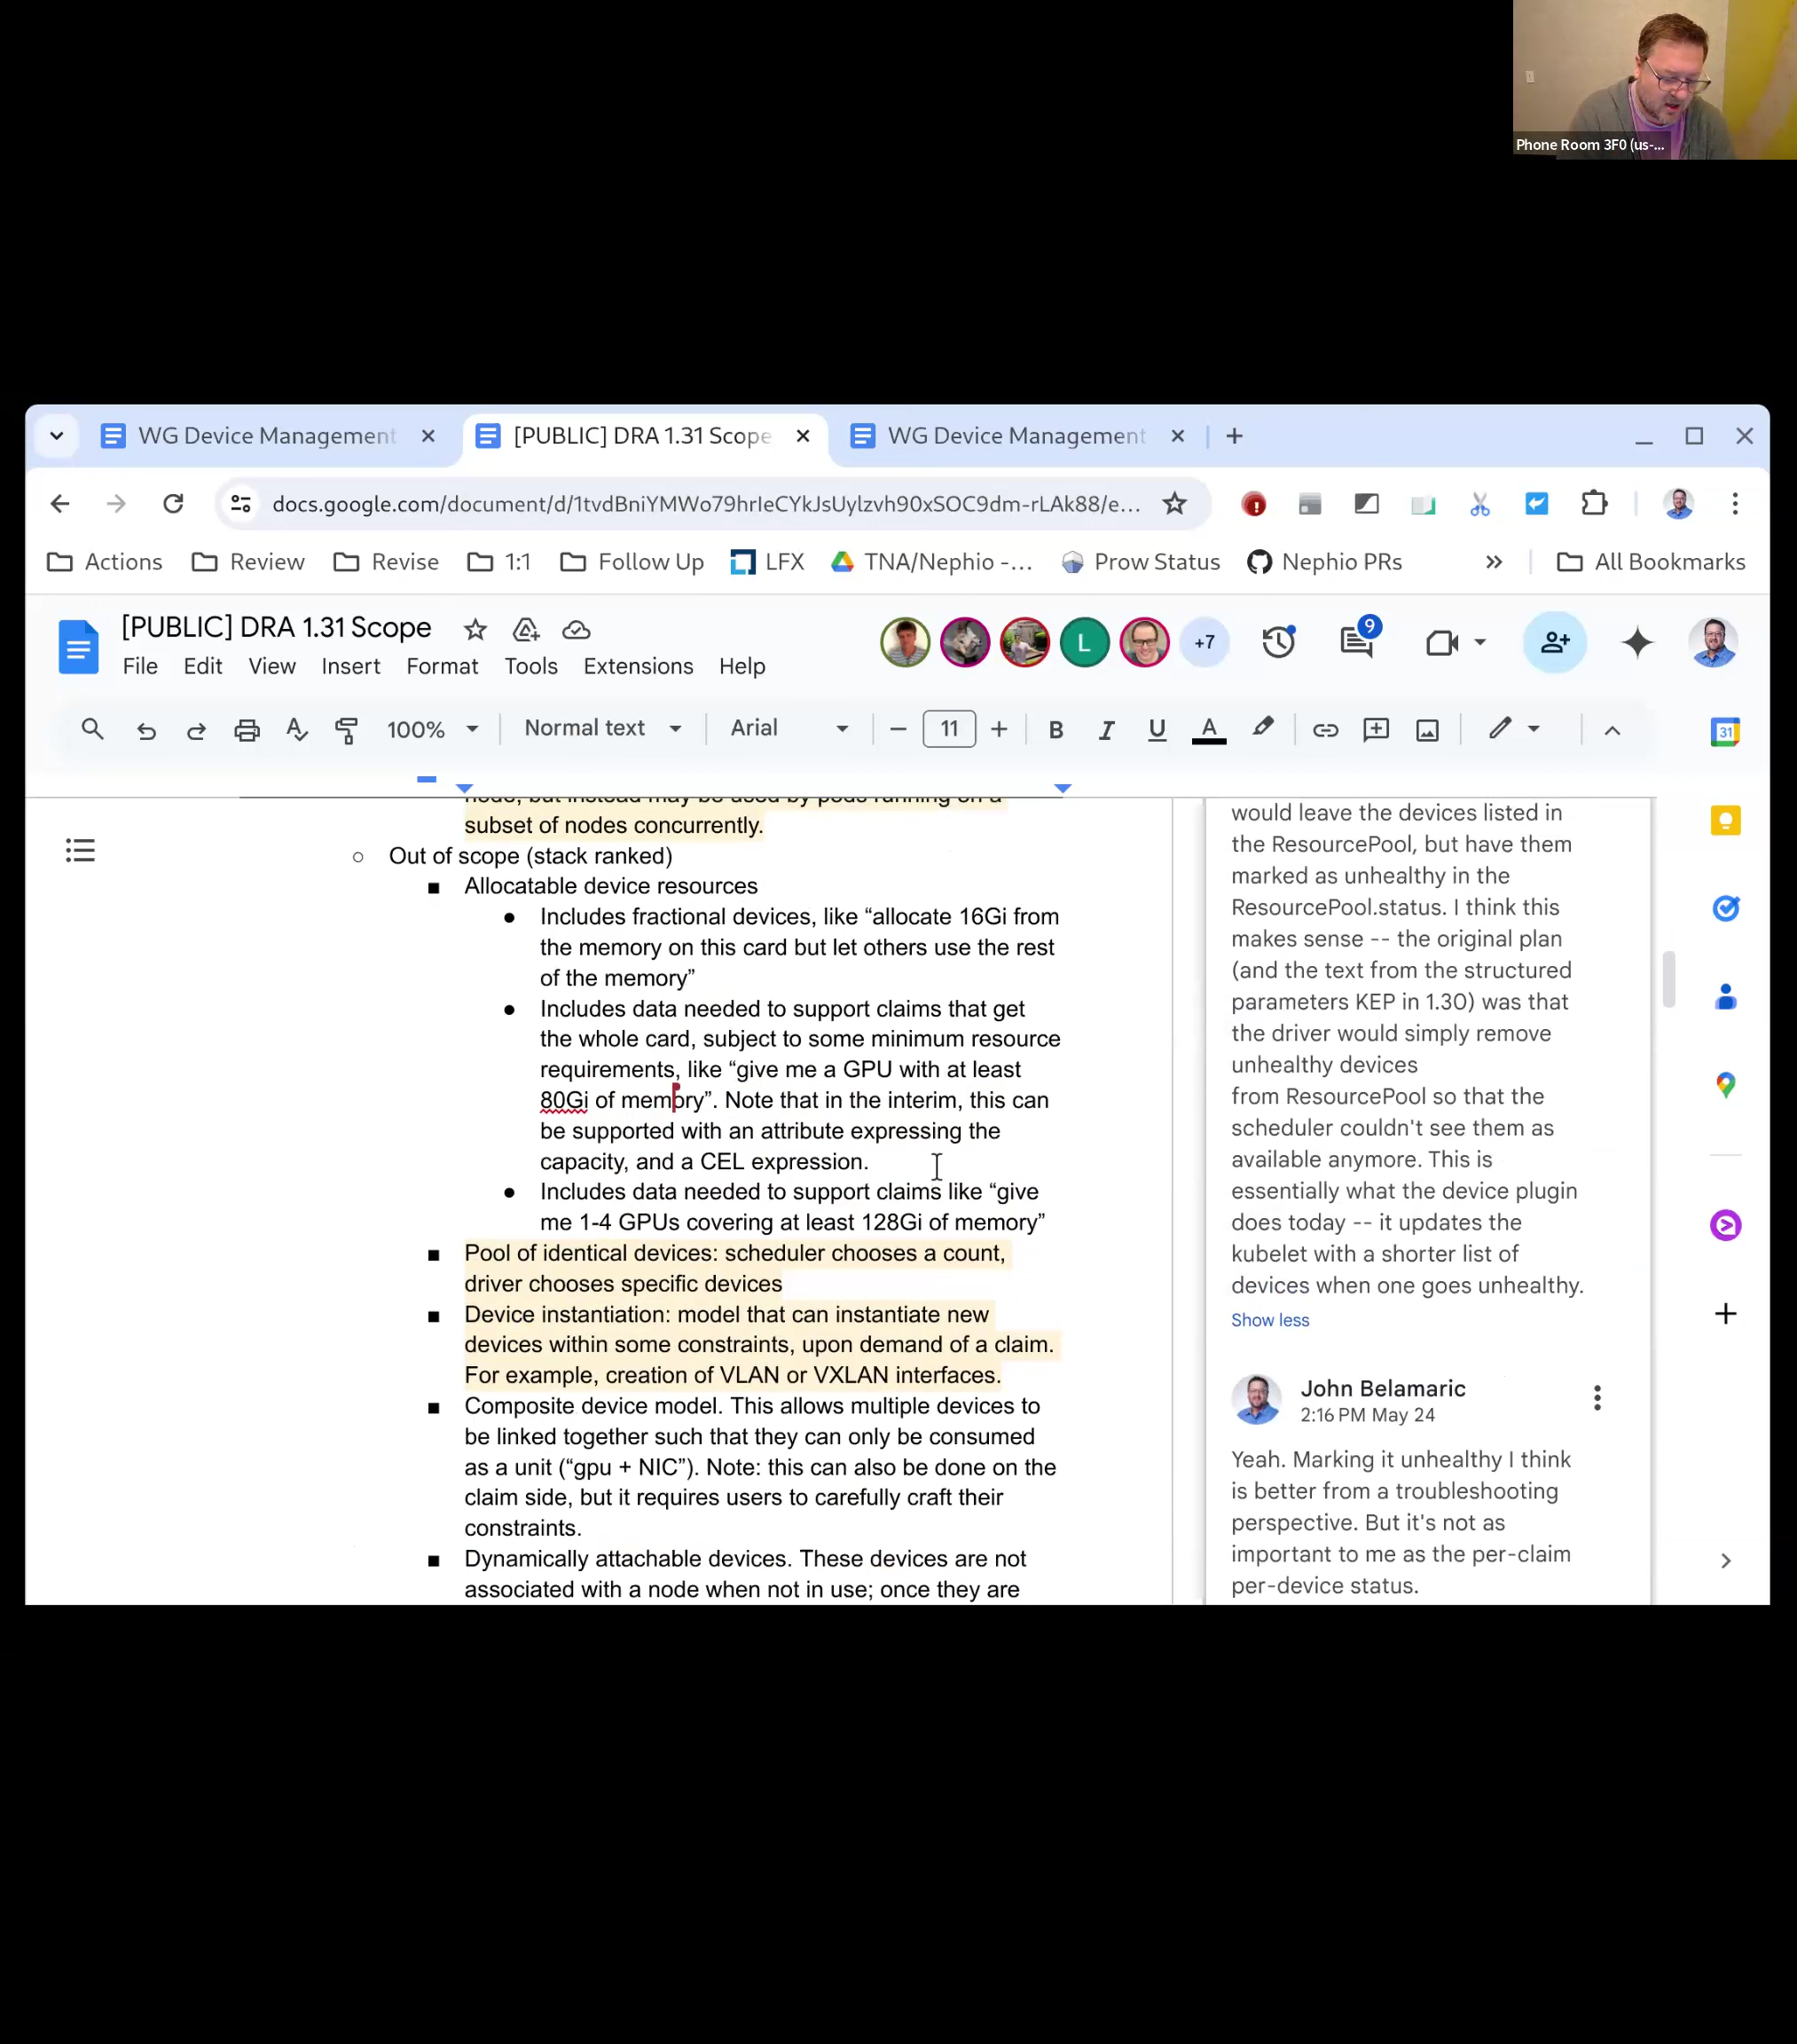 Phone Room 3F0 (us-...
WG Device Management
[PUBLIC] DRA 1.31 Scope
WG Device Management
docs.google.com/document/d/1tvdBniYMWo79hrIeCYkJsUylzvh90xSOC9dm-rLAk88/e...
Actions
Review
Revise
1:1
Follow Up
LFX
TNA/Nephio -...
Prow Status
Nephio PRs
All Bookmarks
[PUBLIC] DRA 1.31 Scope
L
+7
9
File Edit View Insert Format Tools Extensions Help
100% Normal text Arial 11 B I U A
31
node, but instead may be used by pods running on a
subset of nodes concurrently.
Out of scope (stack ranked)
Allocatable device resources
Includes fractional devices, like “allocate 16Gi from
the memory on this card but let others use the rest
of the memory”
Includes data needed to support claims that get
the whole card, subject to some minimum resource
requirements, like “give me a GPU with at least
80Gi of memory”. Note that in the interim, this can
be supported with an attribute expressing the
capacity, and a CEL expression.
Includes data needed to support claims like “give
me 1-4 GPUs covering at least 128Gi of memory”
Pool of identical devices: scheduler chooses a count,
driver chooses specific devices
Device instantiation: model that can instantiate new
devices within some constraints, upon demand of a claim.
For example, creation of VLAN or VXLAN interfaces.
Composite device model. This allows multiple devices to
be linked together such that they can only be consumed
as a unit (“gpu + NIC”). Note: this can also be done on the
claim side, but it requires users to carefully craft their
constraints.
Dynamically attachable devices. These devices are not
associated with a node when not in use; once they are
would leave the devices listed in
the ResourcePool, but have them
marked as unhealthy in the
ResourcePool.status. I think this
makes sense -- the original plan
(and the text from the structured
parameters KEP in 1.30) was that
the driver would simply remove
unhealthy devices
from ResourcePool so that the
scheduler couldn't see them as
available anymore. This is
essentially what the device plugin
does today -- it updates the
kubelet with a shorter list of
devices when one goes unhealthy.
Show less
John Belamaric
2:16 PM May 24
Yeah. Marking it unhealthy I think
is better from a troubleshooting
perspective. But it's not as
important to me as the per-claim
per-device status.